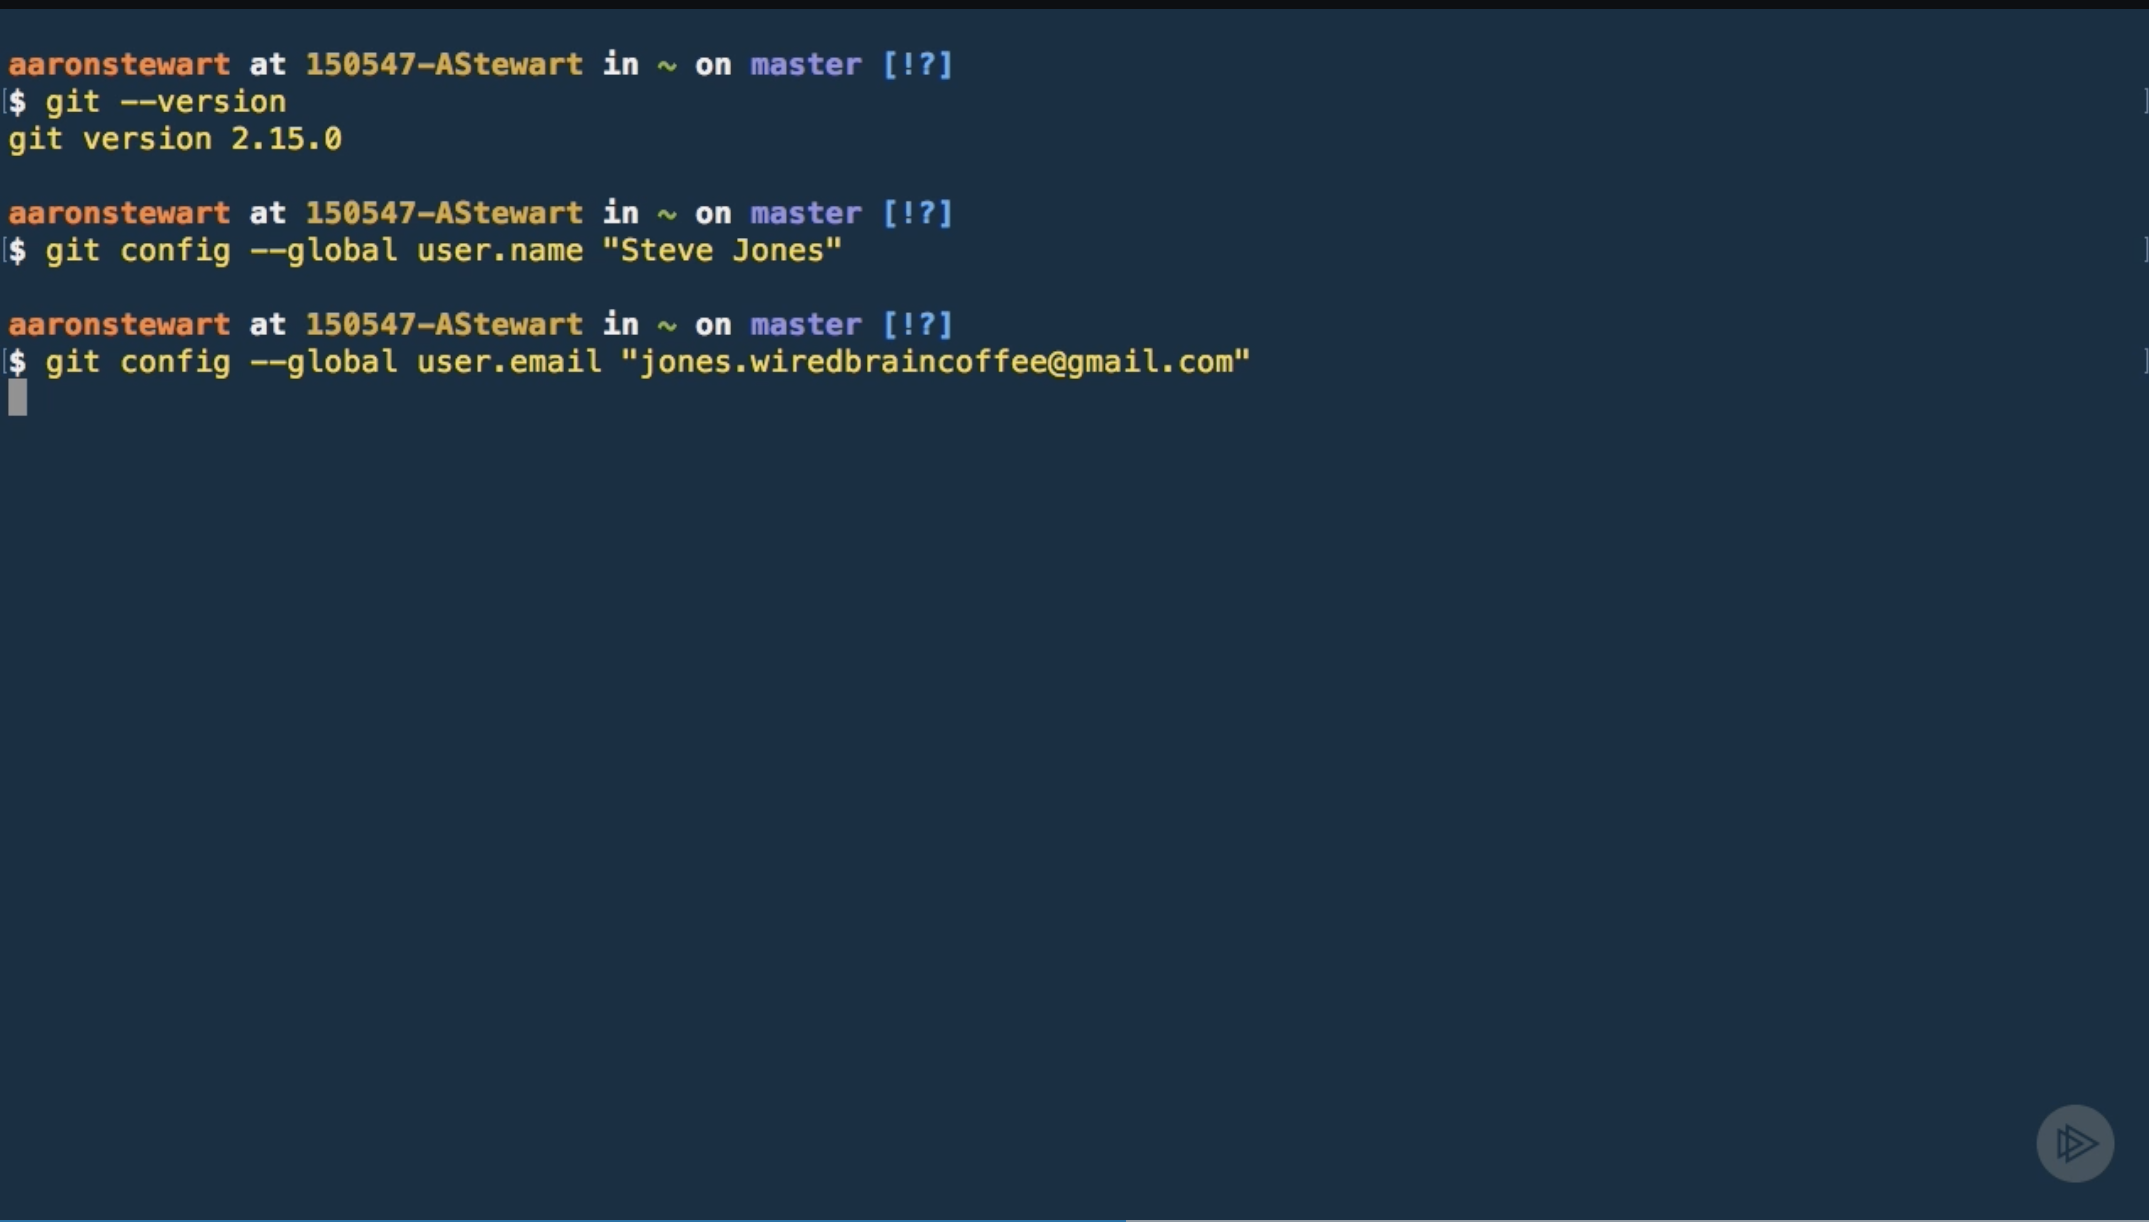 aaronstewart at 150547-AStewart in ~ on master [!?]
[$ git --version ]
git version 2.15.0
aaronstewart at 150547-AStewart in ~ on master [!?]
[$ git config --global user.name "Steve Jones" ]
aaronstewart at 150547-AStewart in ~ on master [!?]
[$ git config --global user.email "jones.wiredbraincoffee@gmail.com" ]